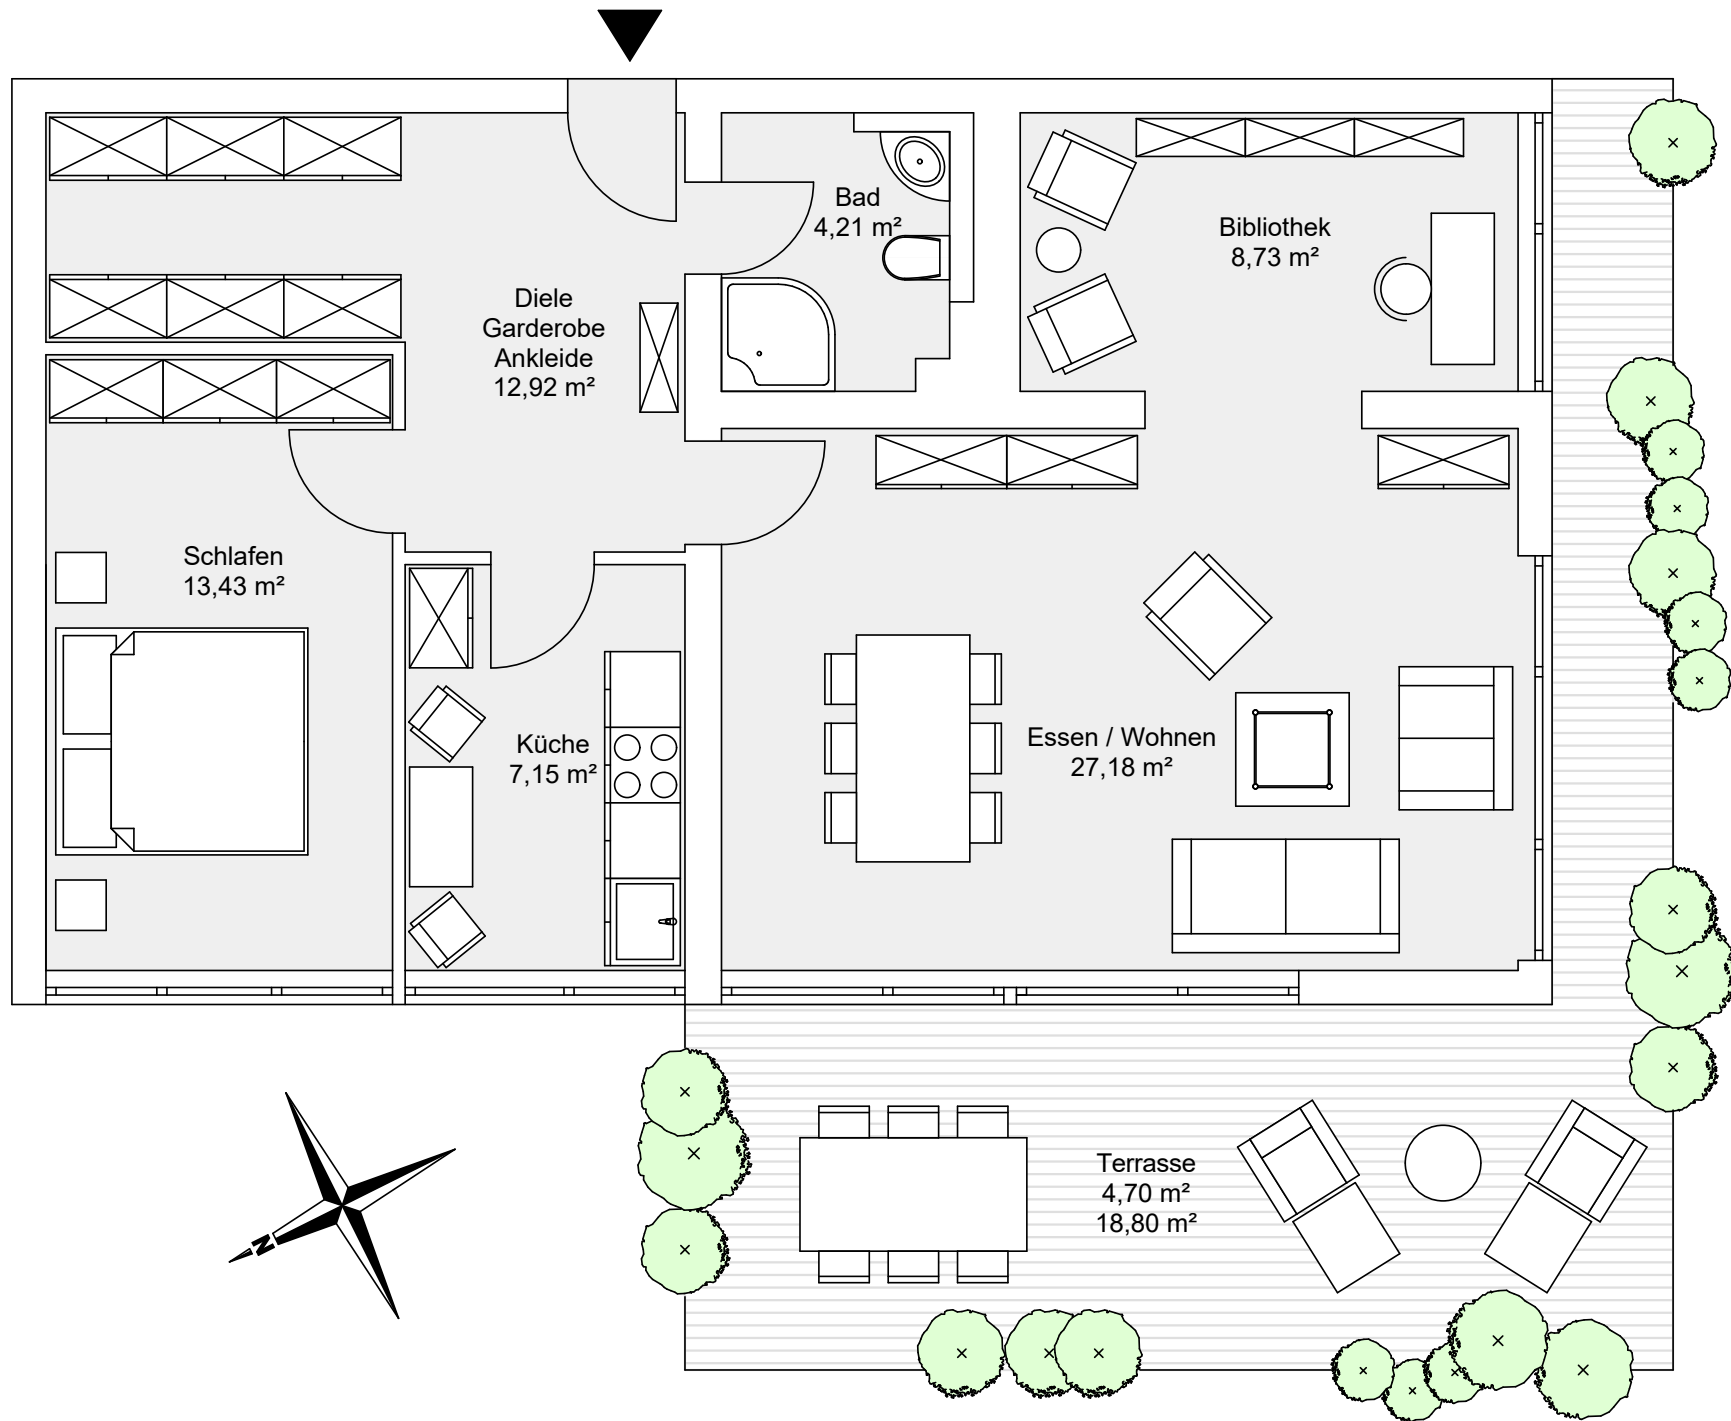 Bad
4,21 m²
Bibliothek
8,73 m²
Diele
Garderobe
Ankleide
12,92 m²
Schlafen
13,43 m²
Küche
7,15 m²
Essen / Wohnen
27,18 m²
Terrasse
4,70 m²
18,80 m²
N